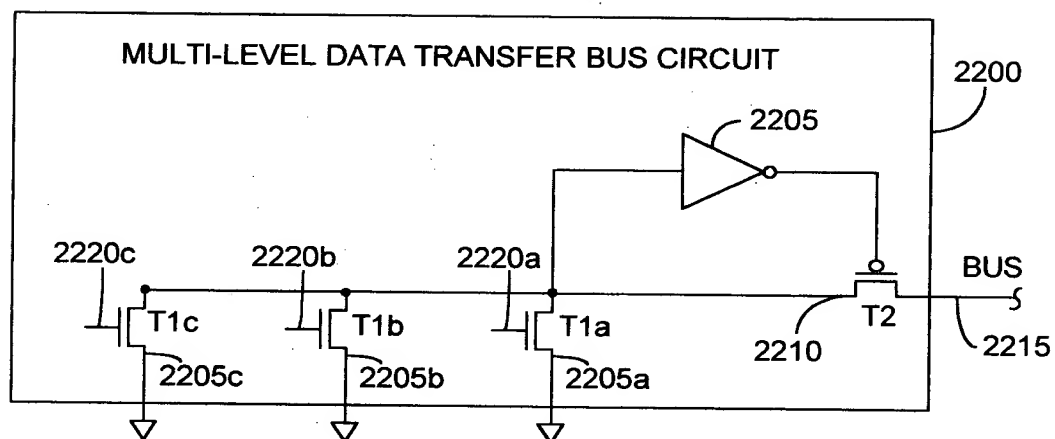 MULTI-LEVEL DATA TRANSFER BUS CIRCUIT
2200
2205
2220c
2220b
2220a
BUS
T1c
T1b
T1a
T2
2210
2215
2205c
2205b
2205a